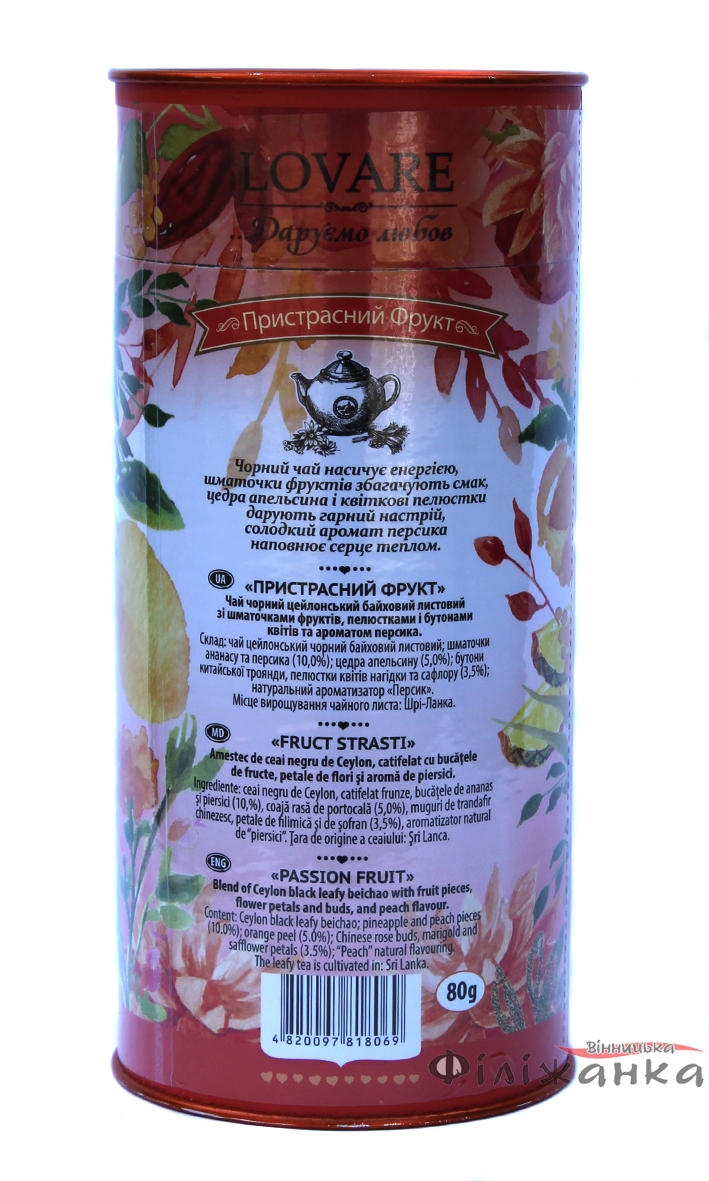 LOVARE
...Даруємо любов
Пристрасний Фрукт
Чорний чай насичує енергією,
шматочки фруктів збагачують смак,
цедра апельсина і квіткові пелюстки
дарують гарний настрій,
солодкий аромат персика
наповнює серце теплом.
UA
«ПРИСТРАСНИЙ ФРУКТ»
Чай чорний цейлонський байховий листовий
зі шматочками фруктів, пелюстками і бутонами
квітів та ароматом персика.
Склад: чай цейлонський чорний байховий листовий; шматочки
ананасу та персика (10,0%); цедра апельсину (5,0%); бутони
китайської троянди, пелюстки квітів нагідки та сафлору (3,5%);
натуральний ароматизатор «Персик».
Місце вирощування чайного листа: Шрі-Ланка.
MD
«FRUCT STRASTI»
Amestec de ceai negru de Ceylon, catifelat cu bucățele
de fructe, petale de flori și aromă de piersici.
Ingrediente: ceai negru de Ceylon, catifelat frunze, bucățele de ananas
și piersici (10,%), coajă rasă de portocală (5,0%), muguri de trandafir
chinezesc, petale de filimică și de șofran (3,5%), aromatizator natural
de "piersici". Țara de origine a ceaiului: Șri Lanca.
ENG
«PASSION FRUIT»
Blend of Ceylon black leafy beichao with fruit pieces,
flower petals and buds, and peach flavour.
Content: Ceylon black leafy beichao; pineapple and peach pieces
(10.0%); orange peel (5.0%); Chinese rose buds, marigold and
safflower petals (3.5%); "Peach" natural flavouring.
The leafy tea is cultivated in: Sri Lanka.
80g
4 820097 818069
Вінницька
Філіжанка